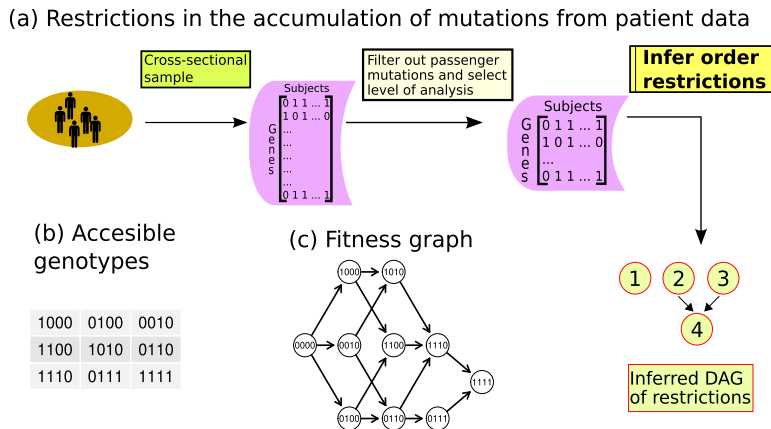 (a) Restrictions in the accumulation of mutations from patient data
Cross-sectional
sample
Filter out passenger
mutations and select
level of analysis
Infer order
restrictions
Subjects
Genes
0 1 1 ... 1
1 0 1 ... 0
...
...
...
...
...
0 1 1 ... 1
Subjects
Genes
0 1 1 ... 1
1 0 1 ... 0
...
0 1 1 ... 1
(b) Accesible
genotypes
1000 0100 0010
1100 1010 0110
1110 0111 1111
(c) Fitness graph
1000 1010
0000 0010 1100 1110
1111
0100 0110 0111
1 2 3
4
Inferred DAG
of restrictions